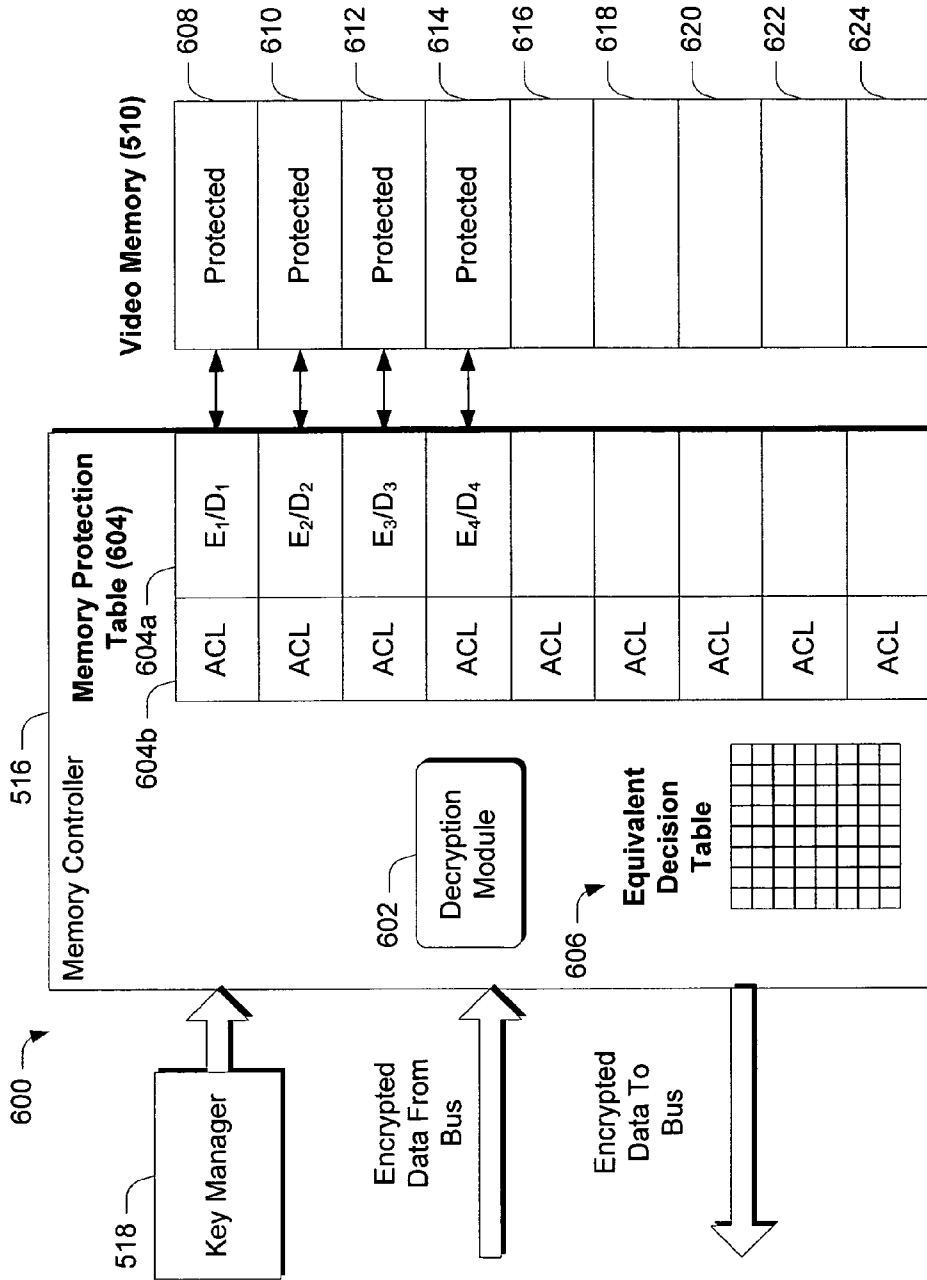 600
518
Key Manager
Encrypted
Data From
Bus
Encrypted
Data To
Bus
516
Memory Controller
602
Decryption
Module
606
Equivalent
Decision
Table
Memory Protection
Table (604)
604b
604a
ACL
E1/D1
ACL
E2/D2
ACL
E3/D3
ACL
E4/D4
ACL
ACL
ACL
ACL
ACL
Video Memory (510)
Protected
608
Protected
610
Protected
612
Protected
614
616
618
620
622
624